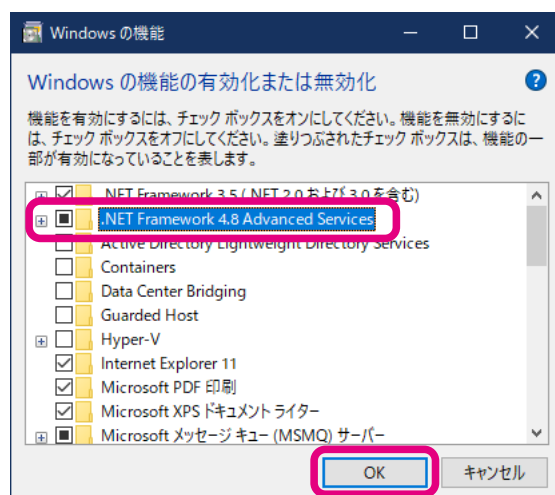 Windows の機能
Windows の機能の有効化または無効化
機能を有効にするには、チェック ボックスをオンにしてください。機能を無効にするに
は、チェック ボックスをオフにしてください。塗りつぶされたチェック ボックスは、機能の一
部が有効になっていることを表します。
.NET Framework 3.5 (.NET 2.0 および 3.0 を含む)
.NET Framework 4.8 Advanced Services
Active Directory Lightweight Directory Services
Containers
Data Center Bridging
Guarded Host
Hyper-V
Internet Explorer 11
Microsoft PDF 印刷
Microsoft XPS ドキュメント ライター
Microsoft メッセージ キュー (MSMQ) サーバー
OK
キャンセル